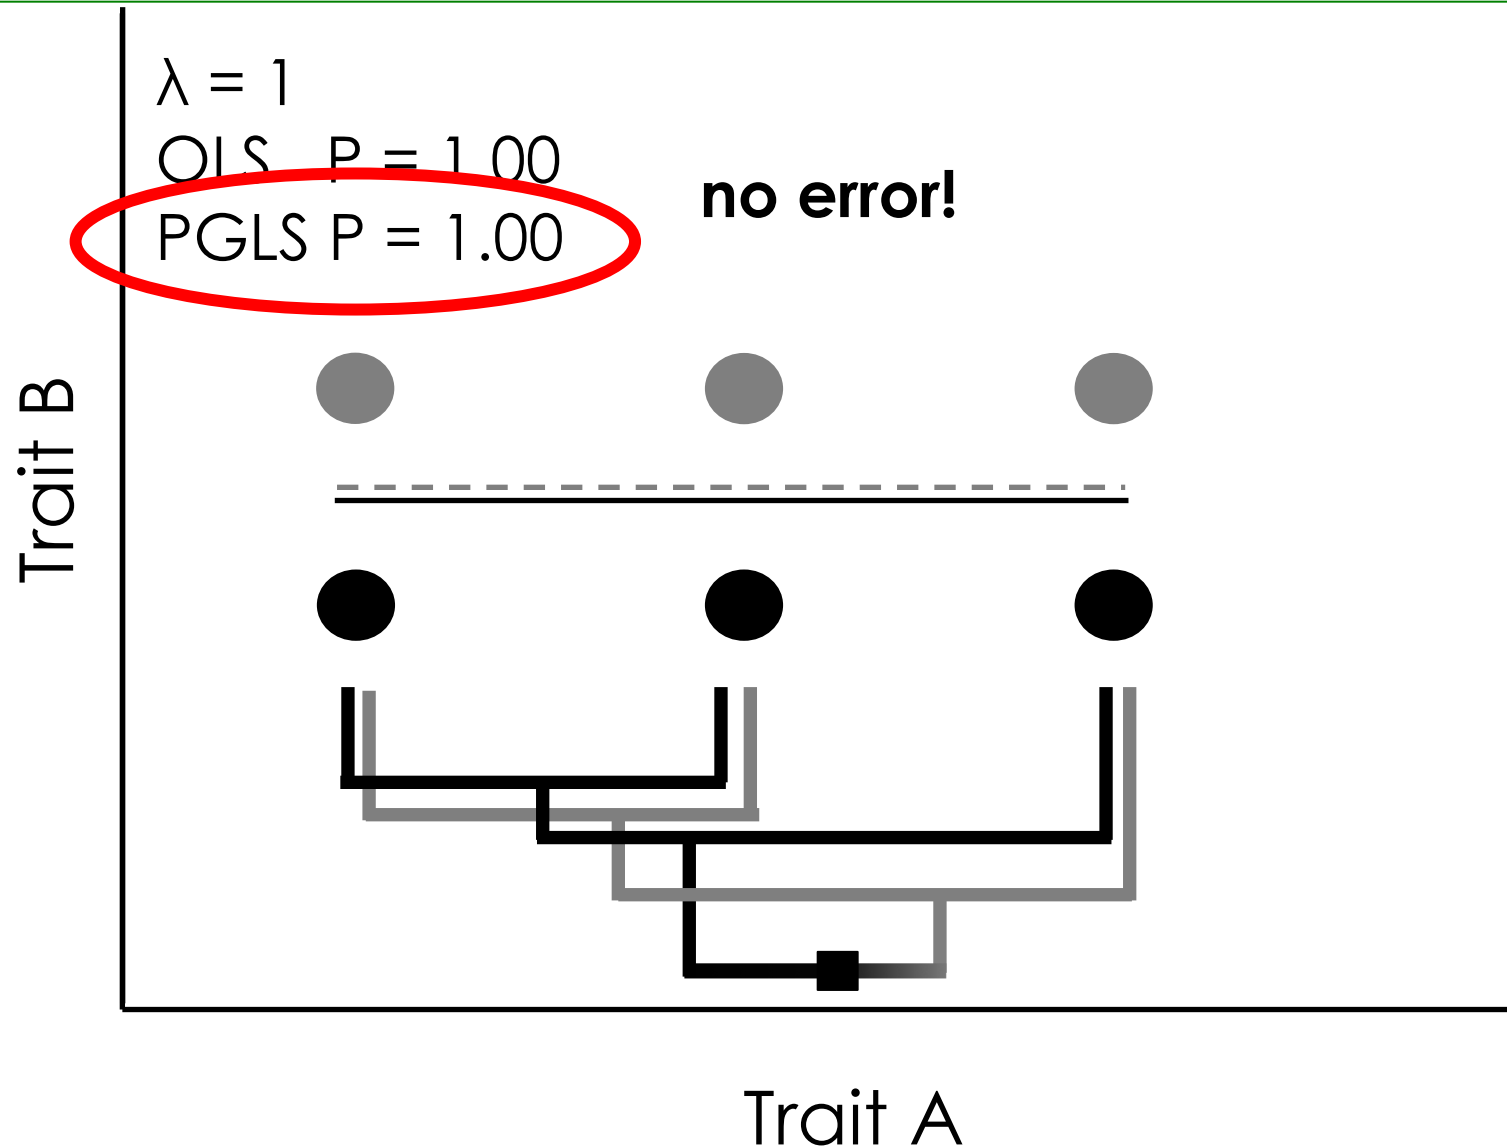 λ = 1
OLS P = 1.00
PGLS P = 1.00
no error!
Trait B
Trait A